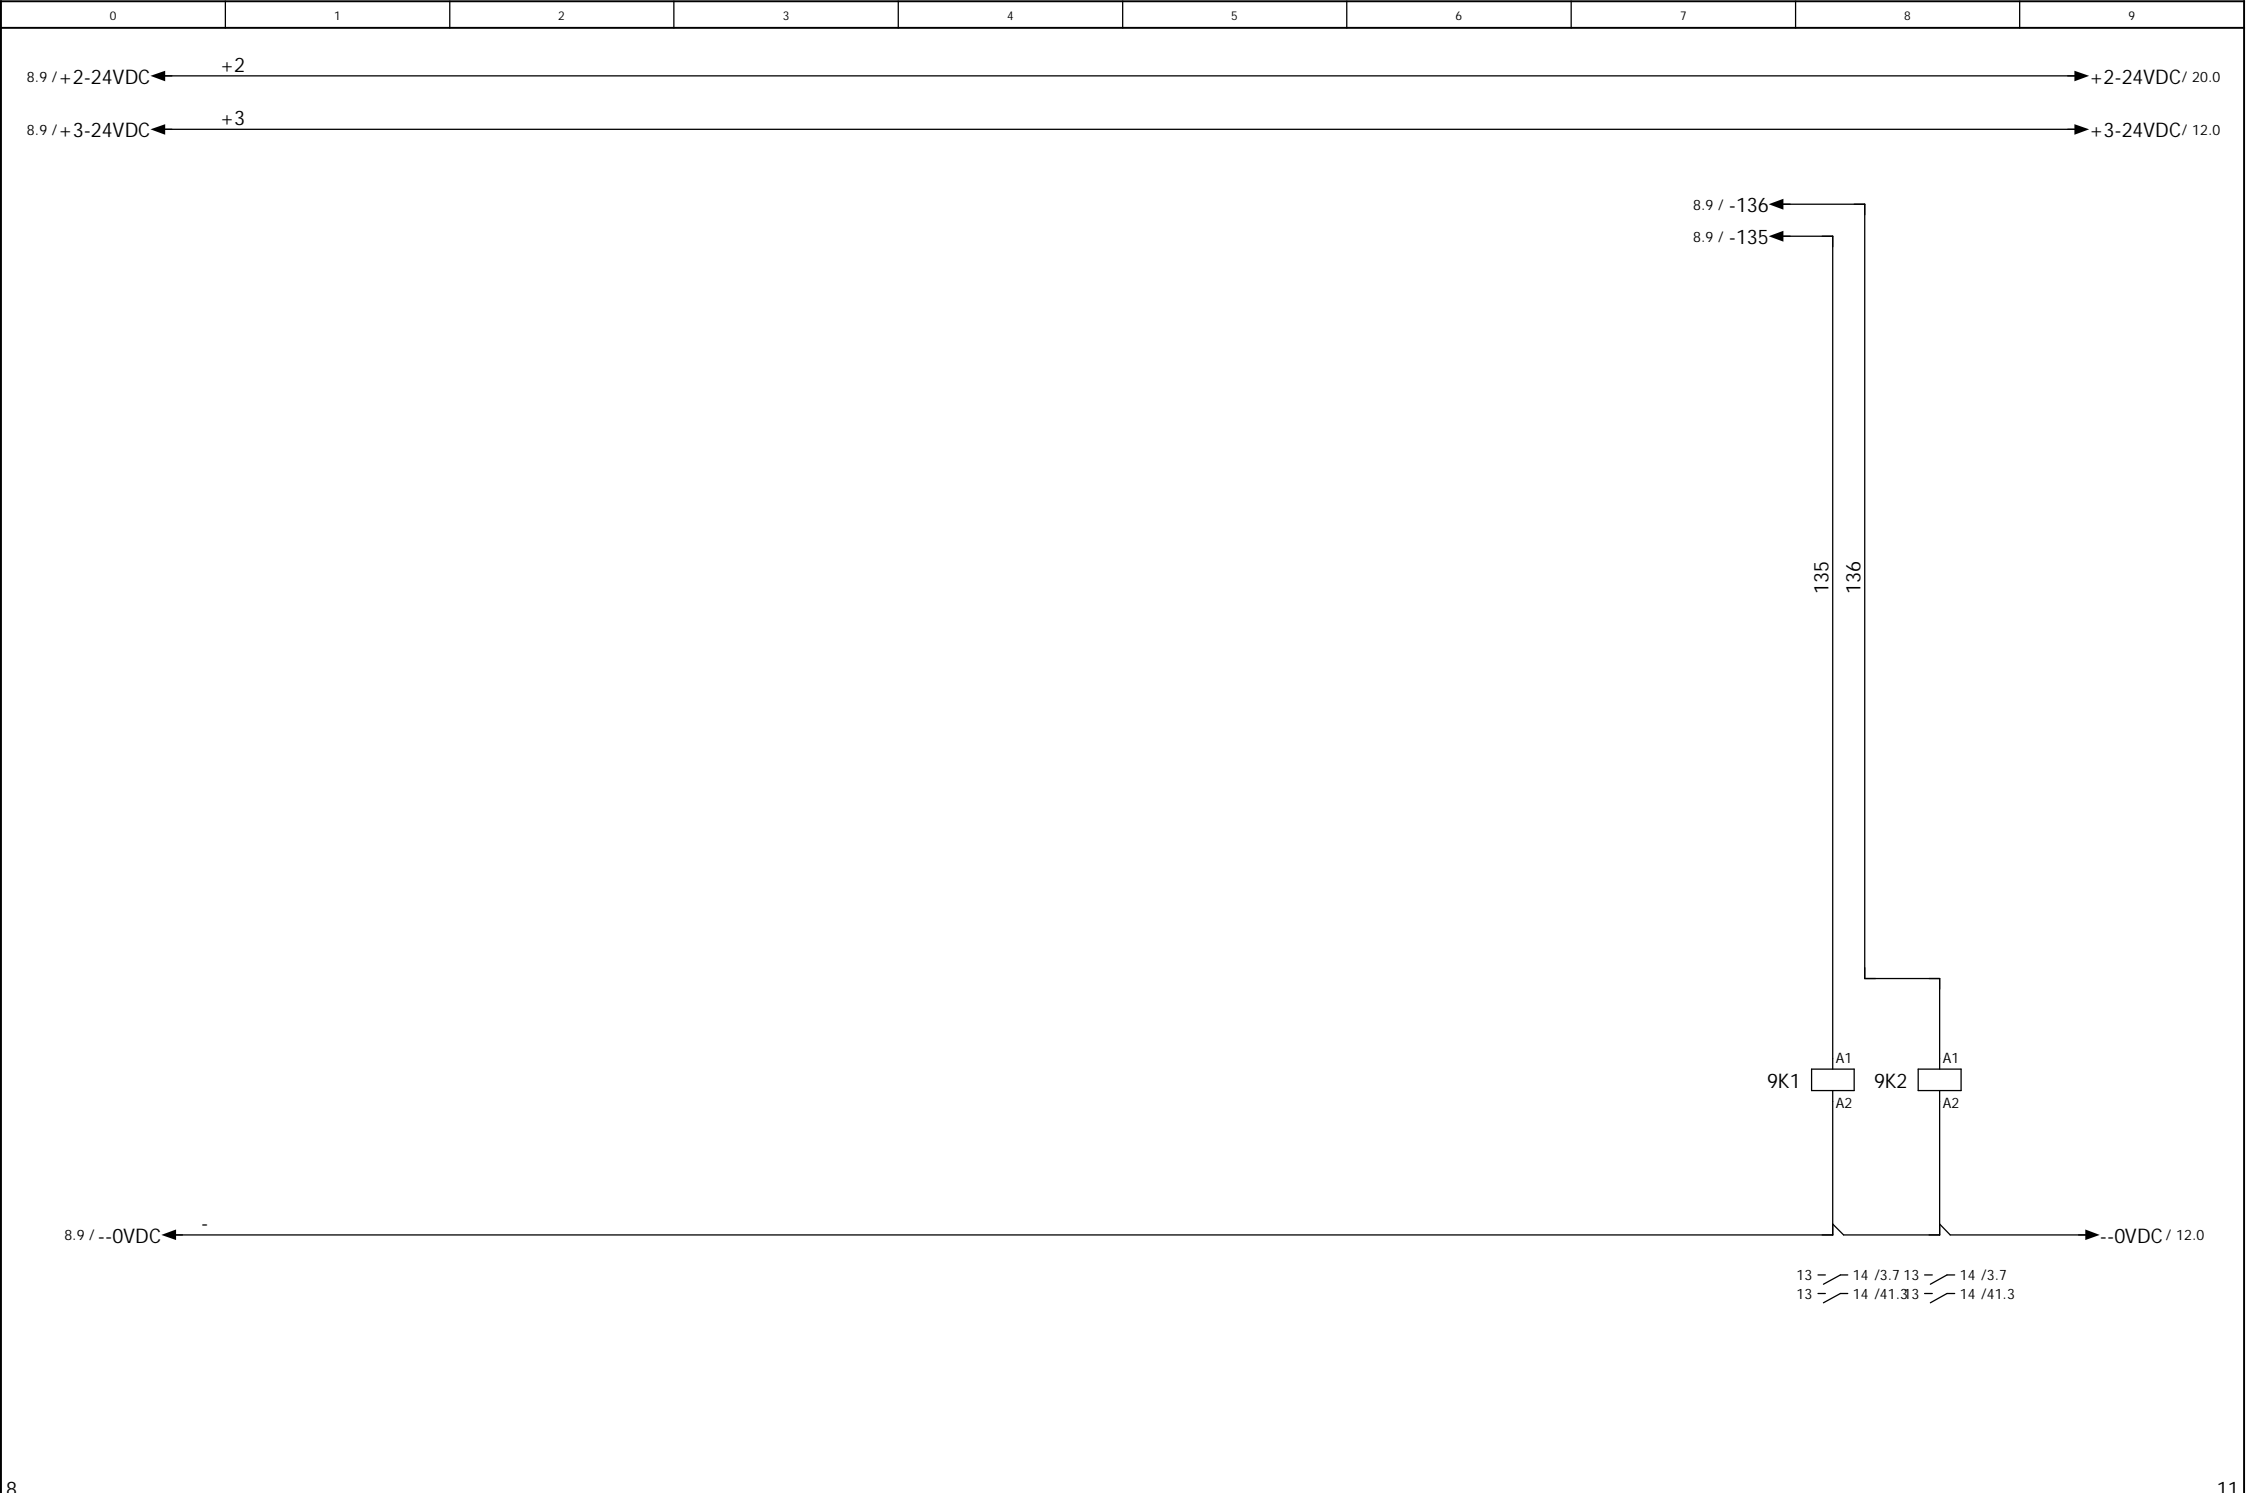 0 1 2 3 4 5 6 7 8 9
+2
8.9 / +2-24VDC +2-24VDC / 20.0
+3
8.9 / +3-24VDC +3-24VDC / 12.0
8.9 / -136
8.9 / -135
135 136
A1 A1
9K1 9K2
A2 A2
-
8.9 / --0VDC --0VDC / 12.0
13 14 /3.7 13 14 /3.7
13 14 /41.3 13 14 /41.3
8 11